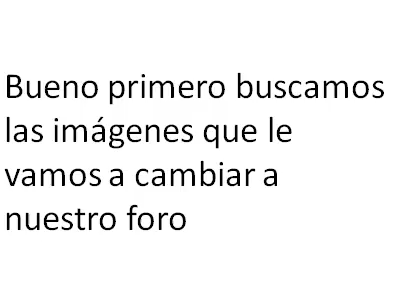 Bueno primero buscamos
las imágenes que le
vamos a cambiar a
nuestro foro